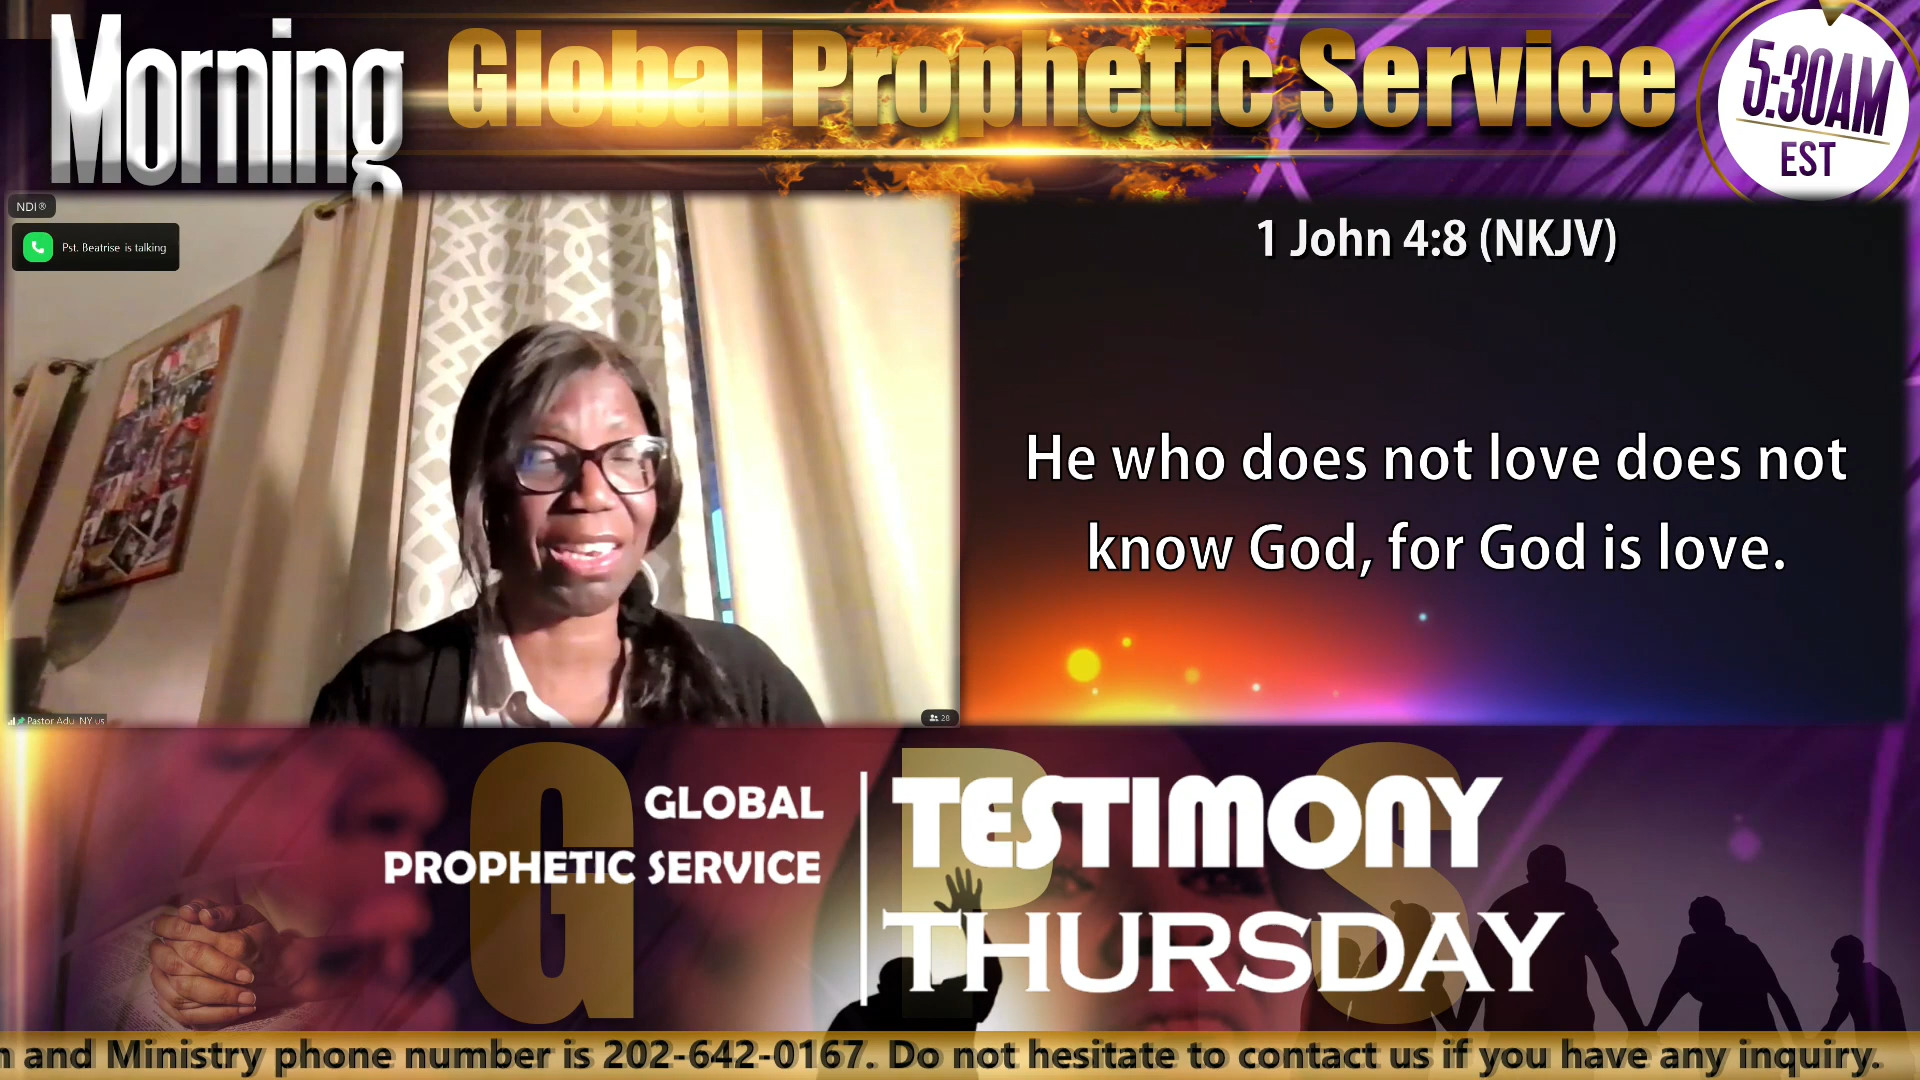 Morning
Global Prophetic Service
5:30AM
EST
NDI®
Pst. Beatrise is talking
1 John 4:8 (NKJV)
He who does not love does not
know God, for God is love.
Pastor Adu. NY us
28
G P S
GLOBAL
PROPHETIC SERVICE
TESTIMONY
THURSDAY
and Ministry phone number is 202-642-0167. Do not hesitate to contact us if you have any inquiry.